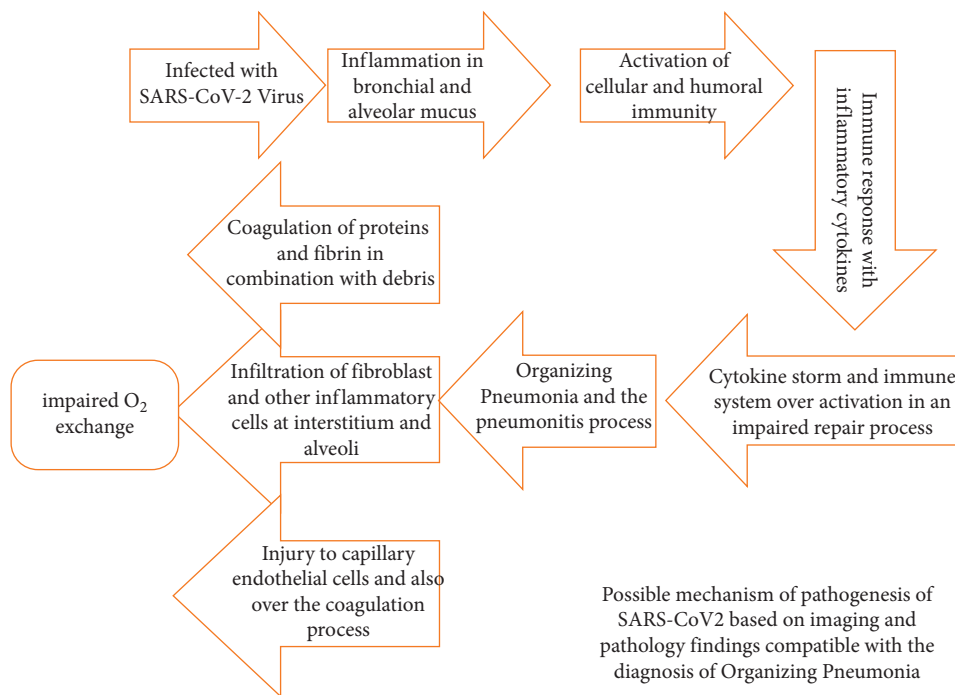 Infected with
SARS-CoV-2 Virus
Inflammation in
bronchial and
alveolar mucus
Activation of
cellular and humoral
immunity
Immune response with
inflammatory cytokines
Cytokine storm and immune
system over activation in an
impaired repair process
Organizing
Pneumonia and the
pneumonitis process
Coagulation of proteins
and fibrin in
combination with debris
Infiltration of fibroblast
and other inflammatory
cells at interstitium and
alveoli
Injury to capillary
endothelial cells and also
over the coagulation
process
impaired O₂
exchange
Possible mechanism of pathogenesis of
SARS-CoV2 based on imaging and
pathology findings compatible with the
diagnosis of Organizing Pneumonia